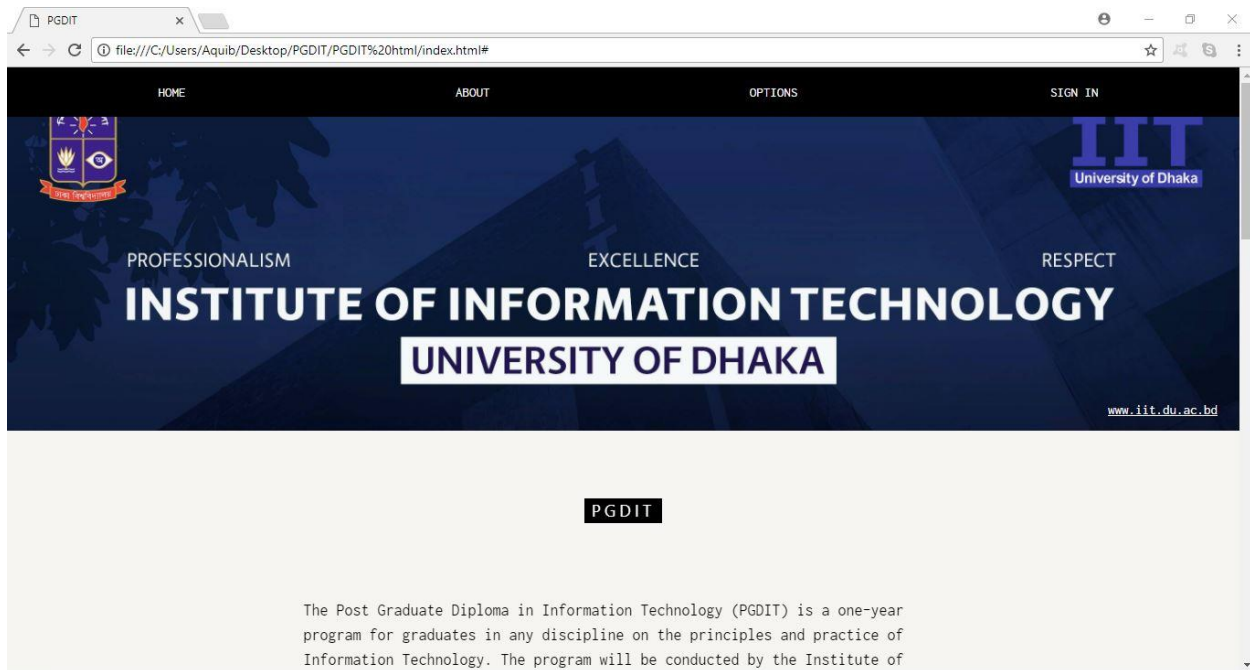 PGDIT
file:///C:/Users/Aquib/Desktop/PGDIT/PGDIT%20html/index.html#
HOME ABOUT OPTIONS SIGN IN
IIT
University of Dhaka
ঢাকা বিশ্ববিদ্যালয়
PROFESSIONALISM EXCELLENCE RESPECT
INSTITUTE OF INFORMATION TECHNOLOGY
UNIVERSITY OF DHAKA
www.iit.du.ac.bd
PGDIT
The Post Graduate Diploma in Information Technology (PGDIT) is a one-year
program for graduates in any discipline on the principles and practice of
Information Technology. The program will be conducted by the Institute of